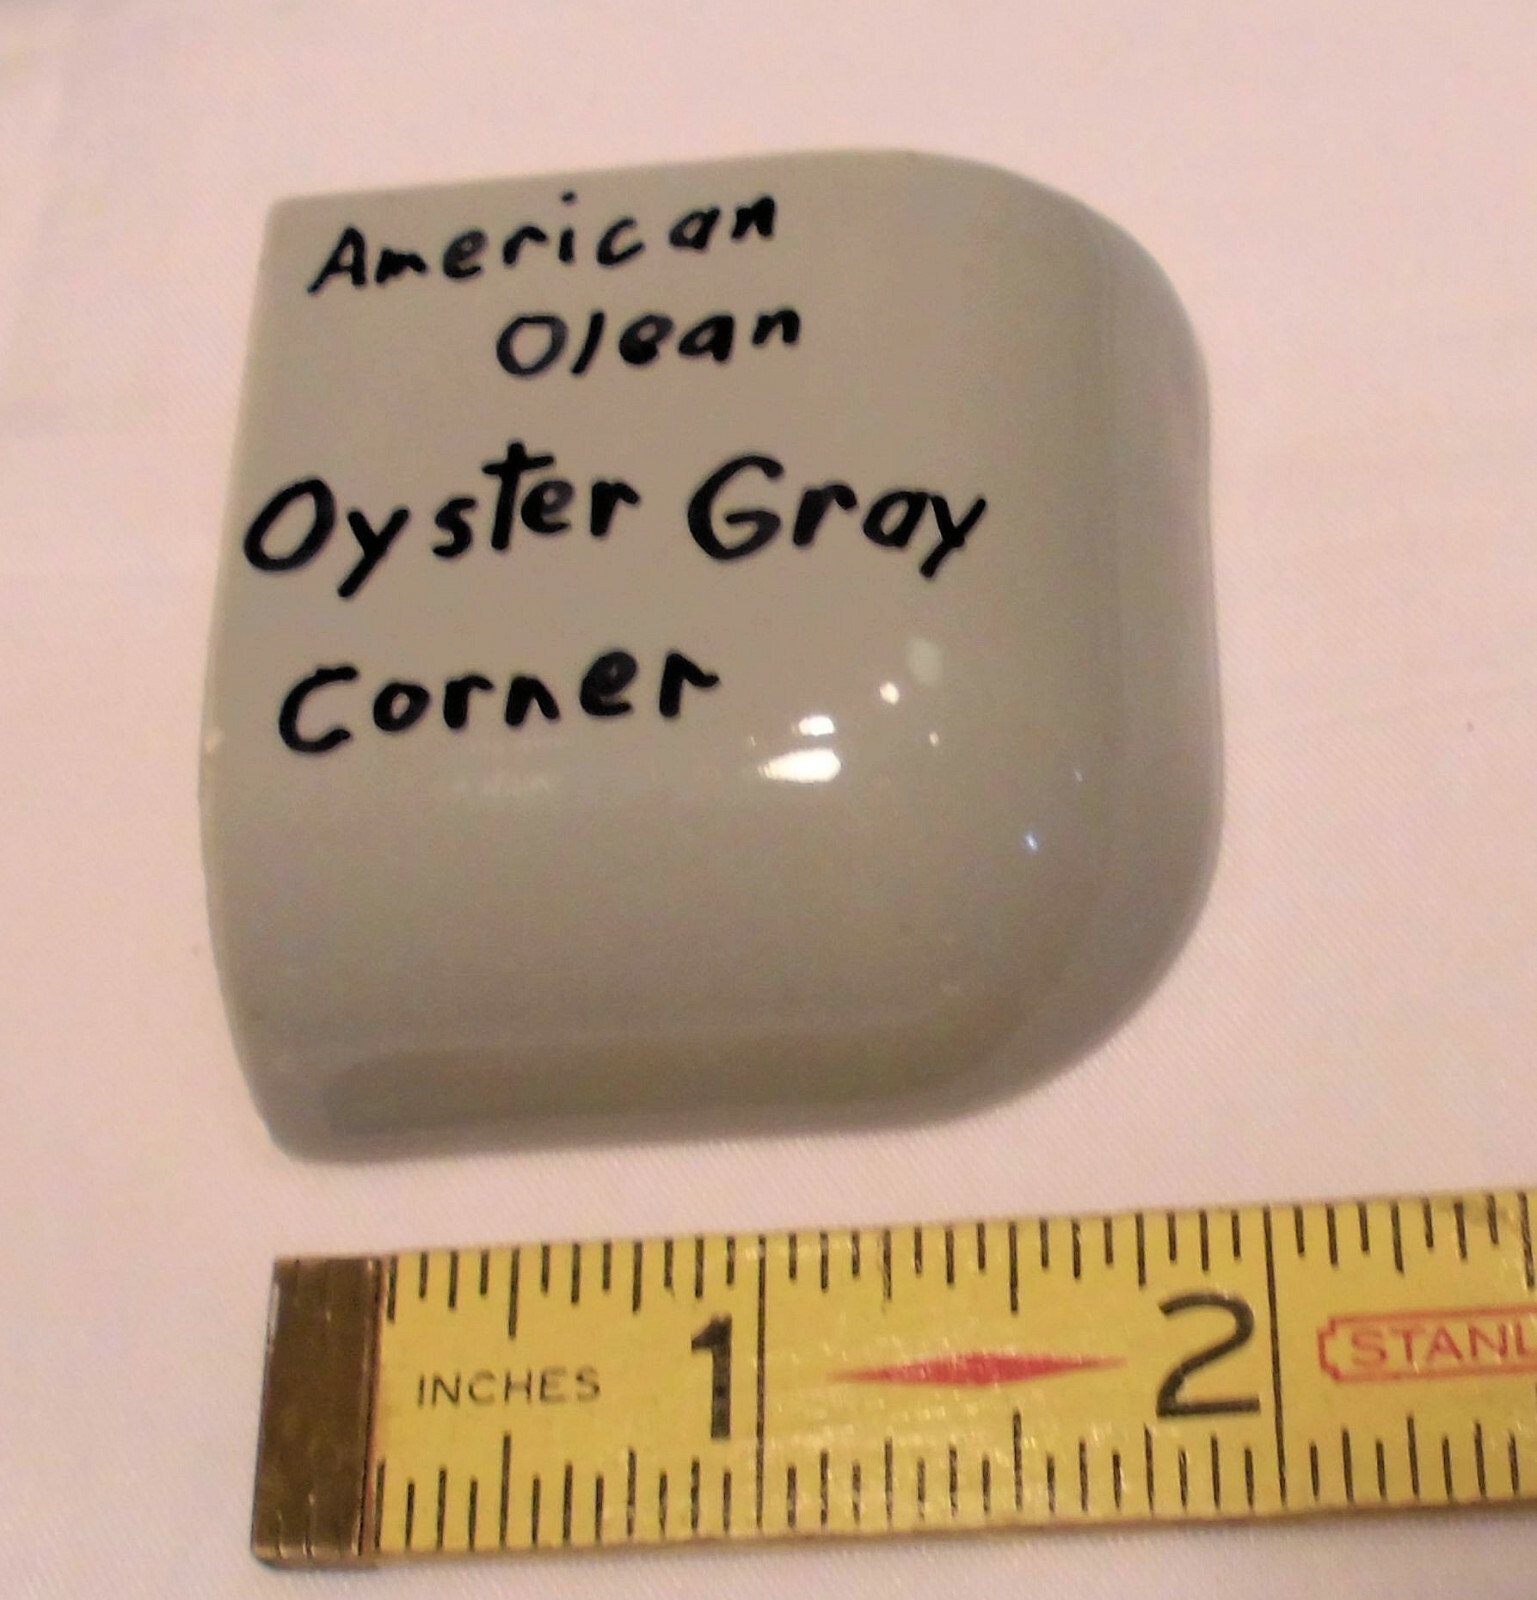 American
Olean
Oyster Gray
Corner
INCHES
1
2
STANL